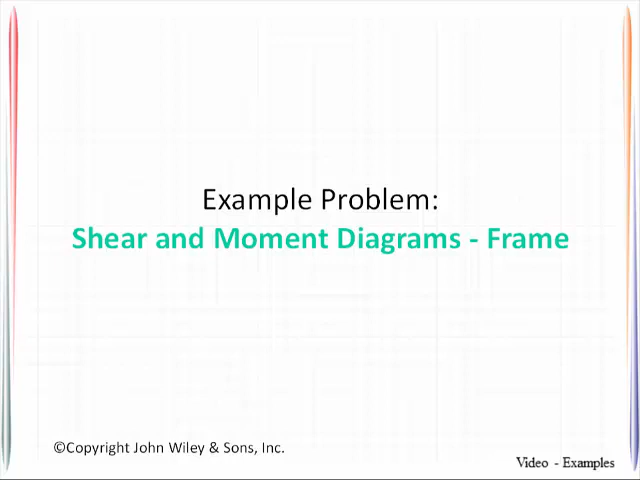 Example Problem:
Shear and Moment Diagrams - Frame
©Copyright John Wiley & Sons, Inc.
Video - Examples